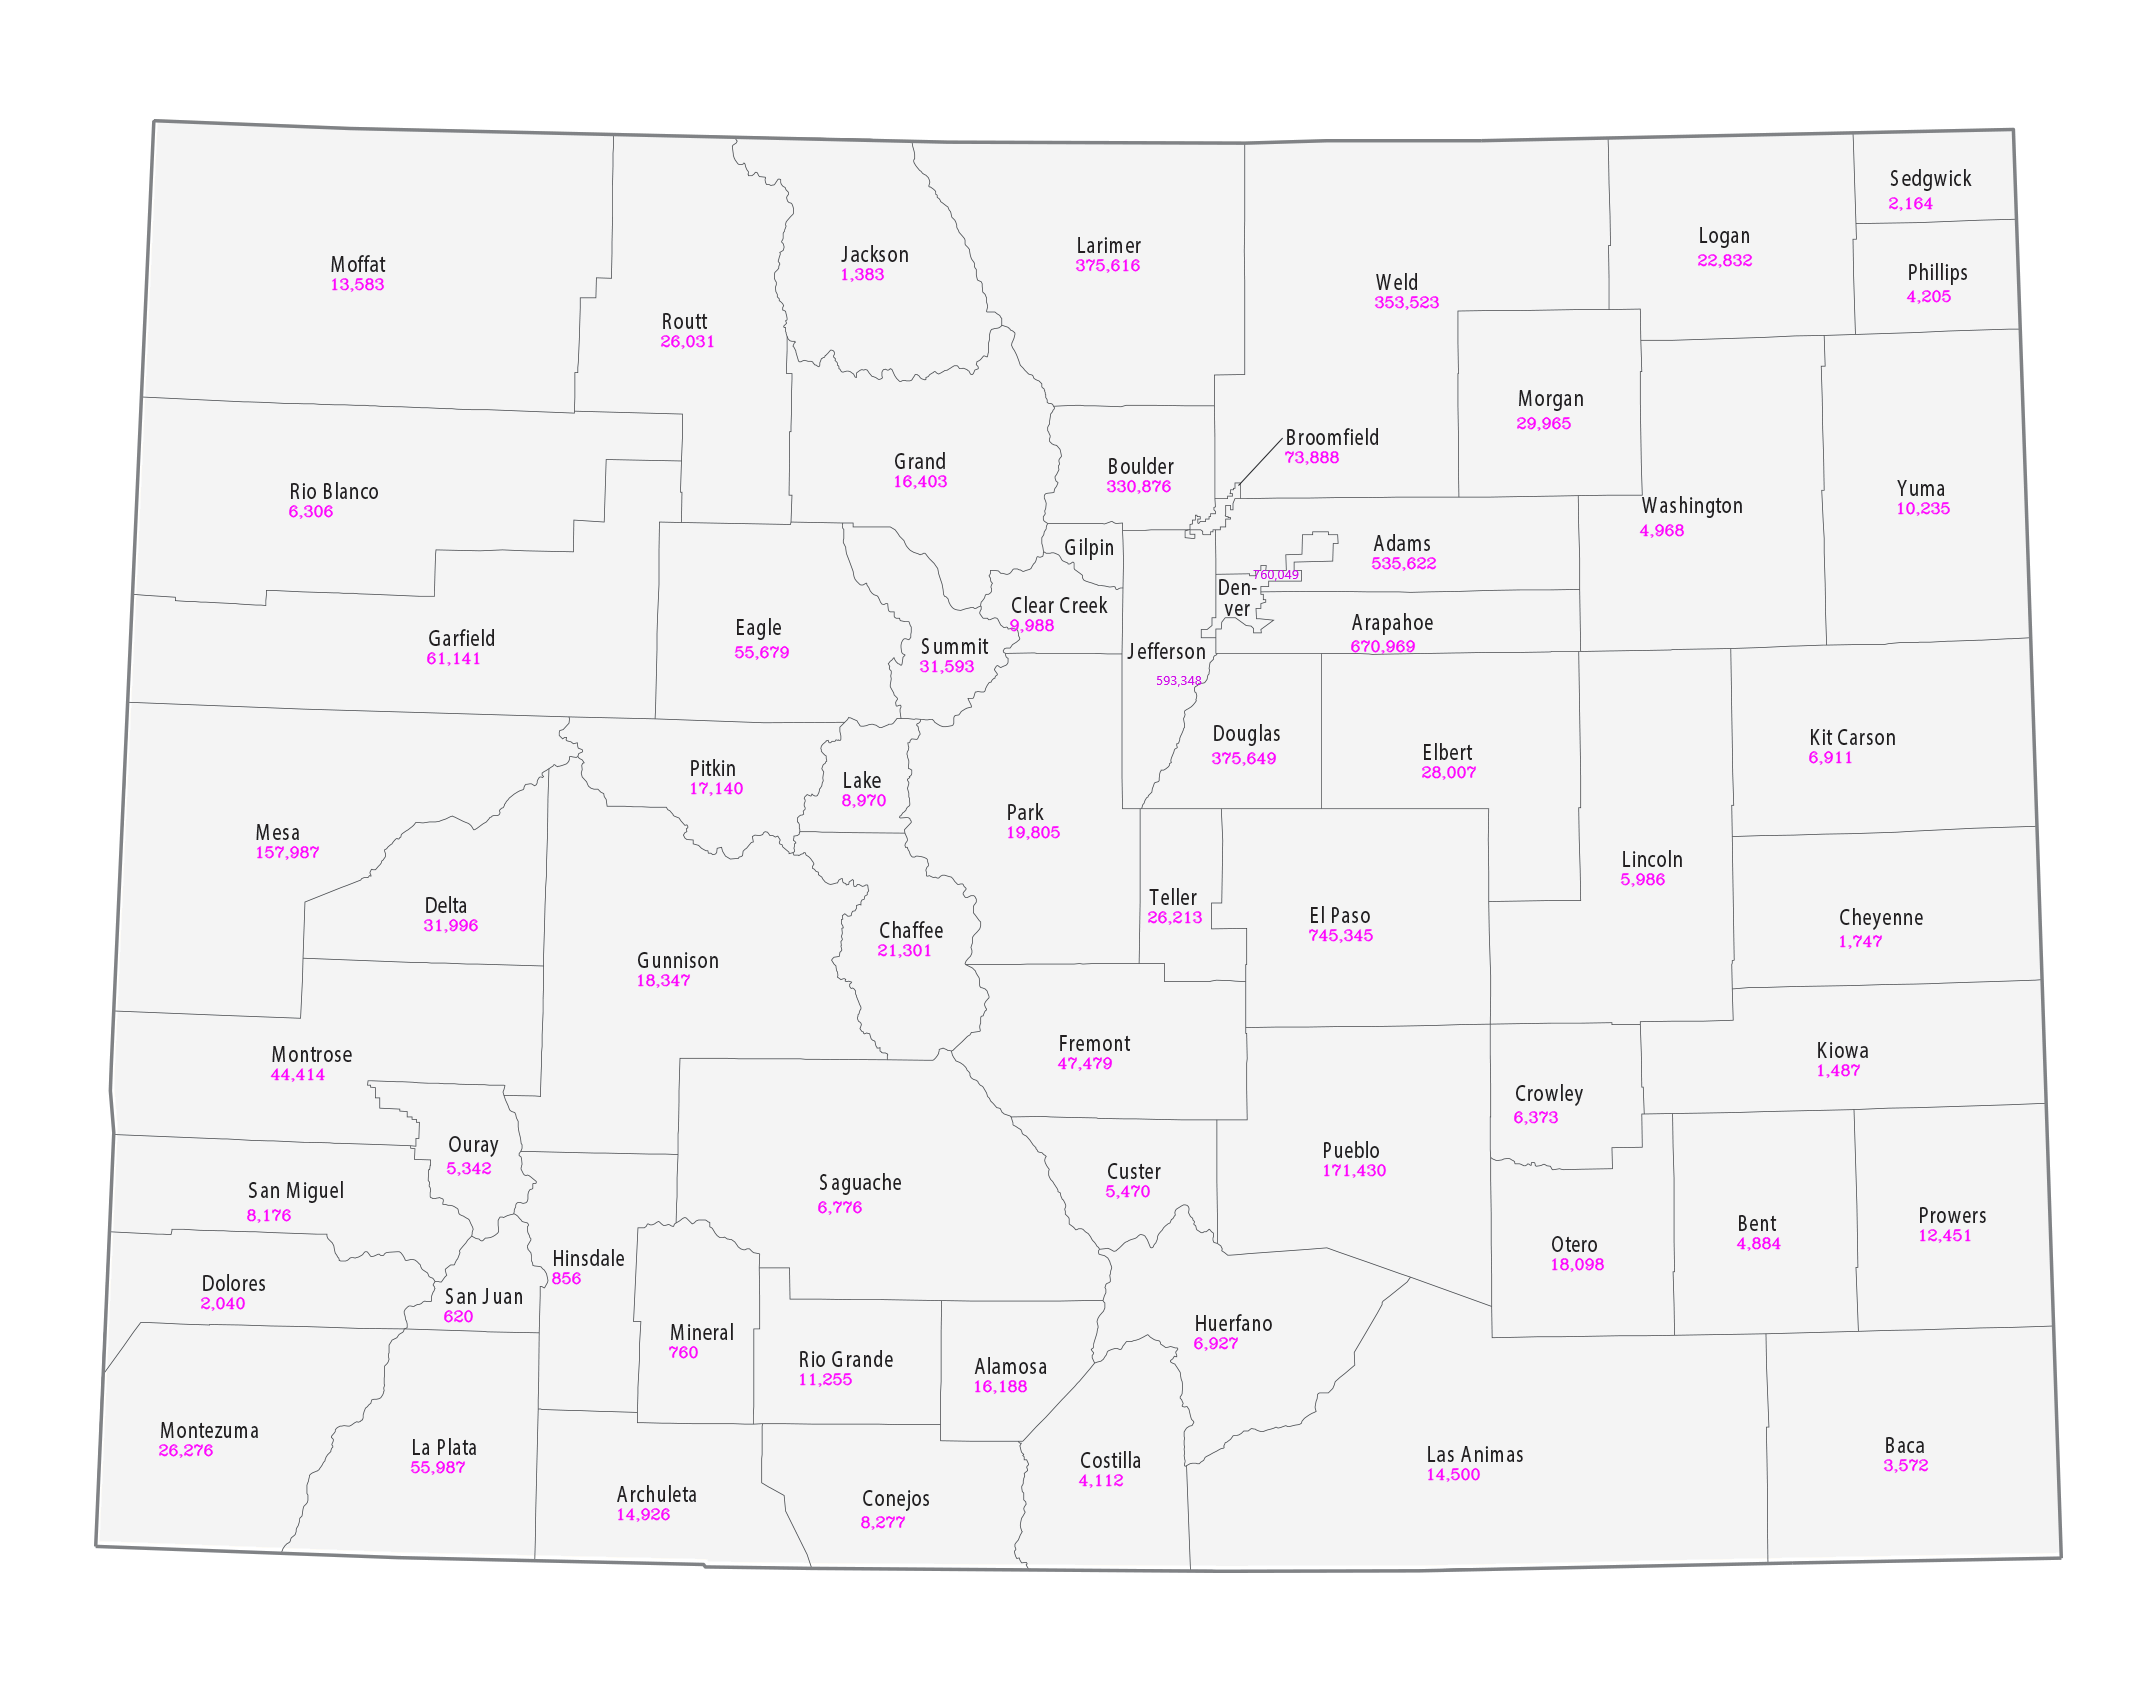 Sedgwick
2,164
Logan
22,832
Larimer
375,616
Jackson
1,383
Moffat
13,583
Phillips
4,205
Weld
353,523
Routt
26,031
Morgan
29,965
Broomfield
73,888
Grand
16,403
Boulder
330,876
Rio Blanco
6,306
Yuma
10,235
Washington
4,968
Gilpin
Adams
535,622
760,049
Den-
ver
Clear Creek
9,988
Arapahoe
670,969
Eagle
55,679
Garfield
61,141
Summit
31,593
Jefferson
593,348
Douglas
375,649
Kit Carson
6,911
Elbert
28,007
Pitkin
17,140
Lake
8,970
Park
19,805
Mesa
157,987
Lincoln
5,986
Teller
26,213
Delta
31,996
El Paso
745,345
Cheyenne
1,747
Chaffee
21,301
Gunnison
18,347
Fremont
47,479
Kiowa
1,487
Montrose
44,414
Crowley
6,373
Ouray
5,342
Pueblo
171,430
Custer
5,470
Saguache
6,776
San Miguel
8,176
Prowers
12,451
Bent
4,884
Otero
18,098
Hinsdale
856
Dolores
2,040
San Juan
620
Huerfano
6,927
Mineral
760
Rio Grande
11,255
Alamosa
16,188
Montezuma
26,276
La Plata
55,987
Baca
3,572
Las Animas
14,500
Costilla
4,112
Archuleta
14,926
Conejos
8,277